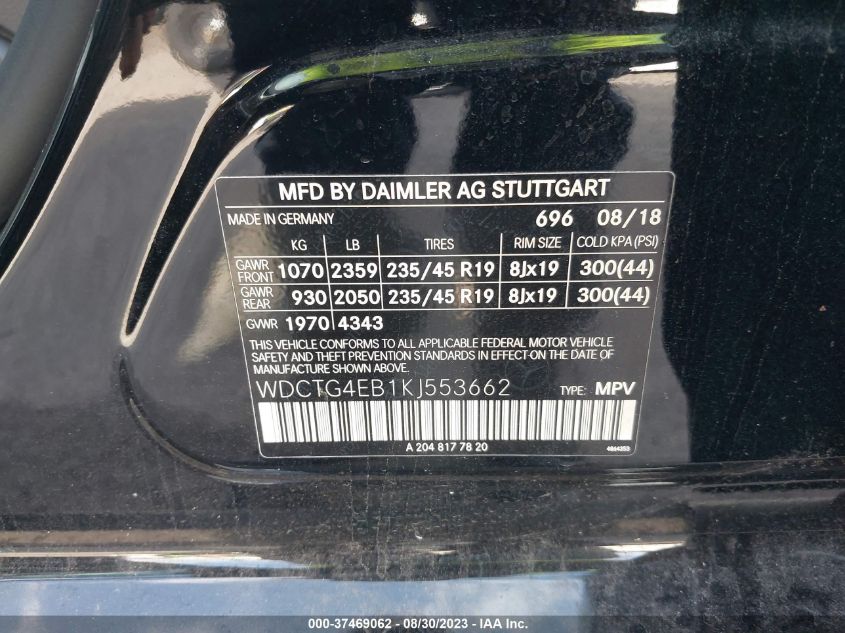 MFD BY DAIMLER AG STUTTGART
MADE IN GERMANY 696 08/18
KG LB TIRES RIM SIZE COLD KPA (PSI)
GAWR FRONT 1070 2359 235/45 R19 8Jx19 300(44)
GAWR REAR 930 2050 235/45 R19 8Jx19 300(44)
GVWR 1970 4343
THIS VEHICLE CONFORMS TO ALL APPLICABLE FEDERAL MOTOR VEHICLE
SAFETY AND THEFT PREVENTION STANDARDS IN EFFECT ON THE DATE OF
MANUFACTURE SHOWN ABOVE.
WDCTG4EB1KJ553662 TYPE: MPV
A 204 817 78 20
000-37469062 - 08/30/2023 - IAA Inc.